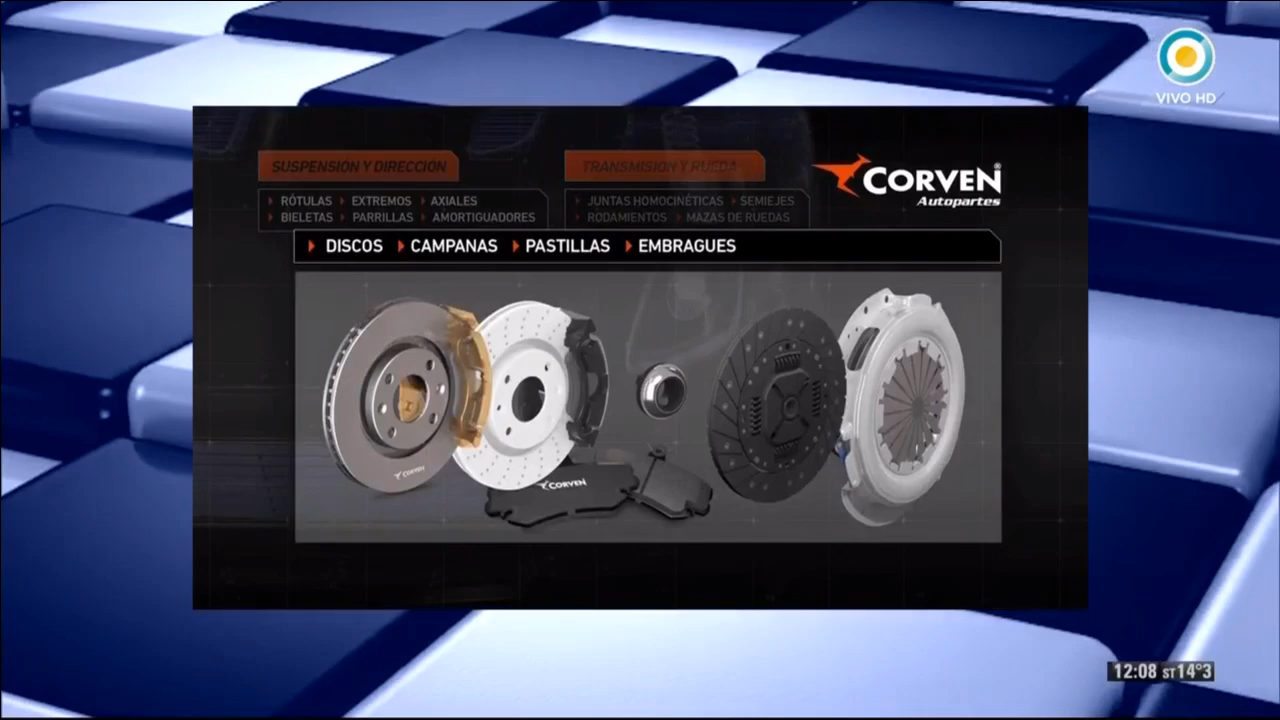 VIVO HD
SUSPENSIÓN Y DIRECCIÓN
TRANSMISIÓN Y RUEDA
CORVEN®
Autopartes
RÓTULAS EXTREMOS AXIALES
BIELETAS PARRILLAS AMORTIGUADORES
JUNTAS HOMOCINÉTICAS SEMIEJES
RODAMIENTOS MAZAS DE RUEDAS
DISCOS CAMPANAS PASTILLAS EMBRAGUES
CORVEN
CORVEN
12:08 ST 14°3